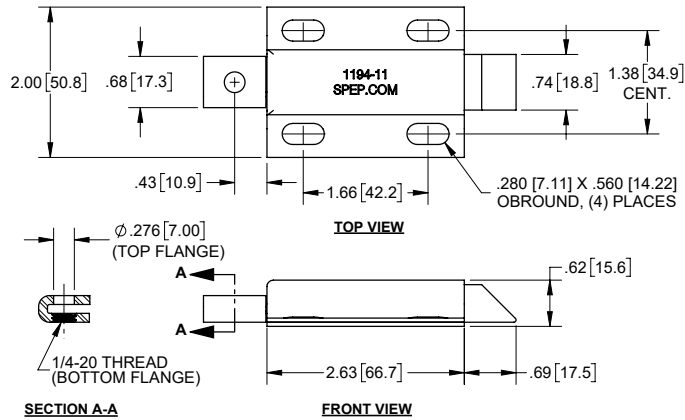 2.00 [50.8]
.68 [17.3]
1194-11
SPEP.COM
.74 [18.8]
1.38 [34.9]
CENT.
.43 [10.9]
1.66 [42.2]
.280 [7.11] X .560 [14.22]
OBROUND, (4) PLACES
TOP VIEW
Ø.276 [7.00]
(TOP FLANGE)
A
A
.62 [15.6]
1/4-20 THREAD
(BOTTOM FLANGE)
2.63 [66.7]
.69 [17.5]
SECTION A-A
FRONT VIEW